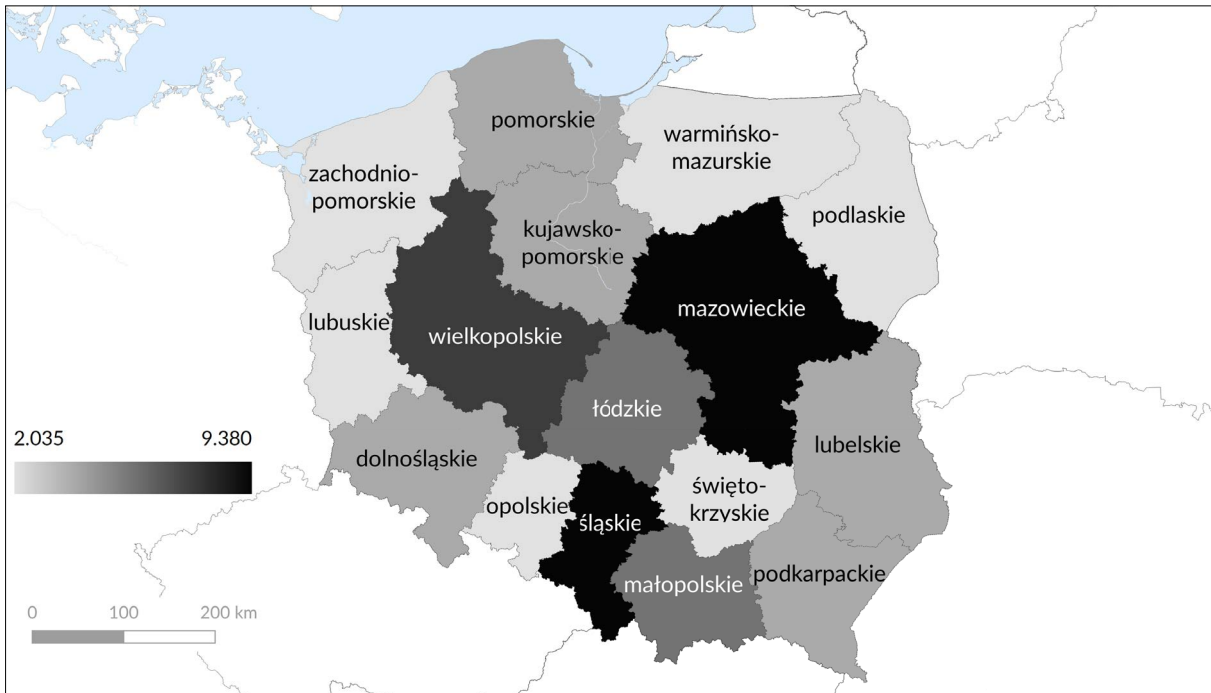 pomorskie
warmińsko-
mazurskie
zachodnio-
pomorskie
podlaskie
kujawsko-
pomorskie
mazowieckie
lubuskie
wielkopolskie
łódzkie
2.035 9.380
dolnośląskie
lubelskie
opolskie
święto-
krzyskie
śląskie
małopolskie
podkarpackie
0 100 200 km